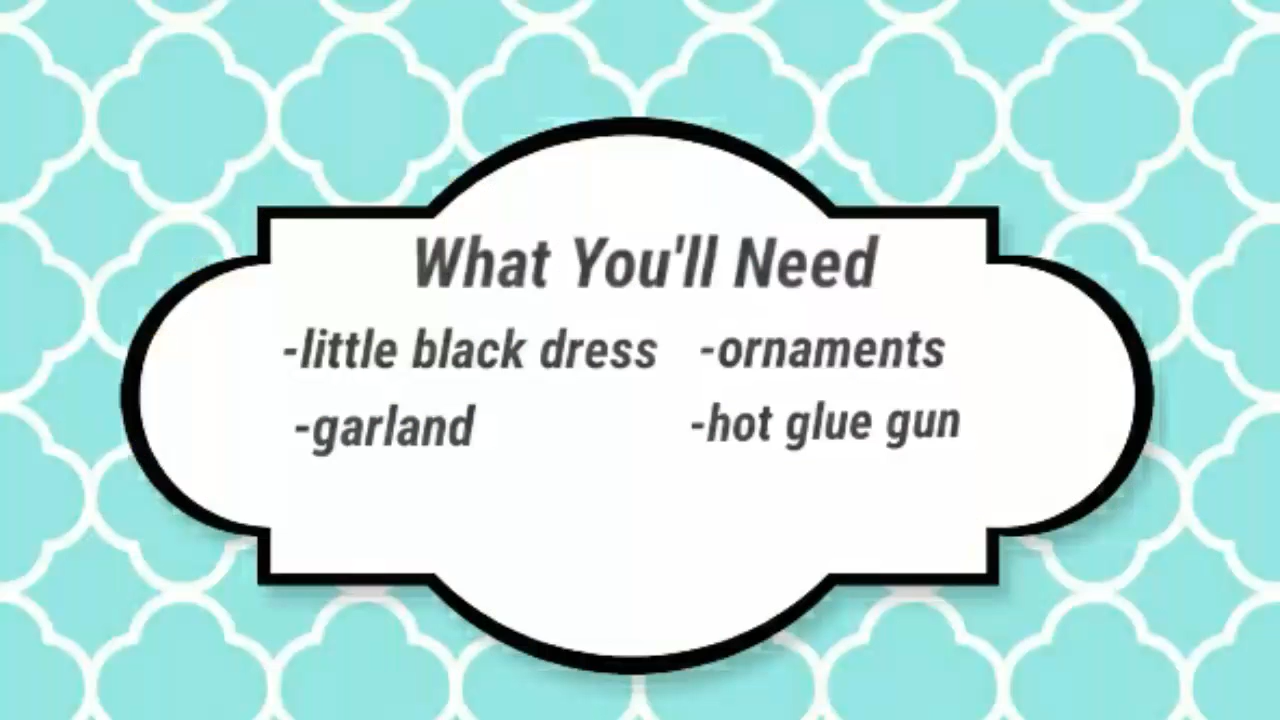 What You'll Need
-little black dress -ornaments
-garland -hot glue gun